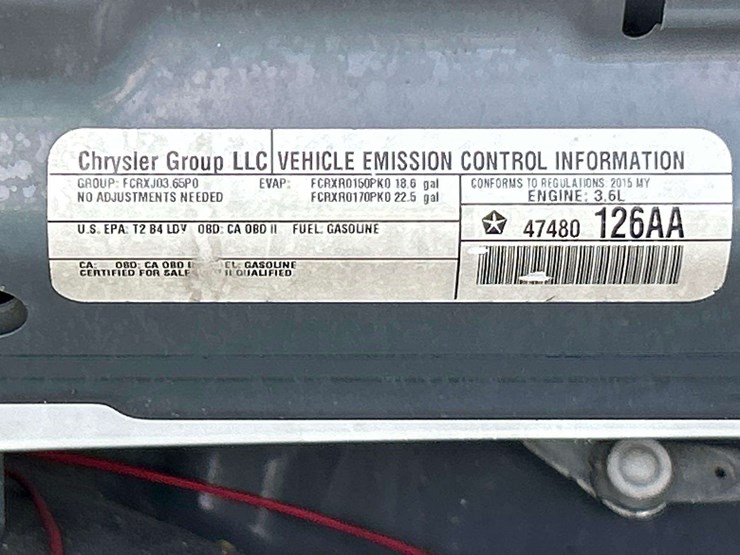 Chrysler Group LLC VEHICLE EMISSION CONTROL INFORMATION
GROUP: FCRXJ03.65P0 EVAP: FCRXR0150PK0 18.6 gal
NO ADJUSTMENTS NEEDED FCRXR0170PK0 22.5 gal
CONFORMS TO REGULATIONS: 2015 MY
ENGINE: 3.6L
U.S. EPA: T2 B4 LDV OBD: CA OBD II FUEL: GASOLINE
47480 126AA
CA: OBD: CA OBD GASOLINE
CERTIFIED FOR SALE QUALIFIED